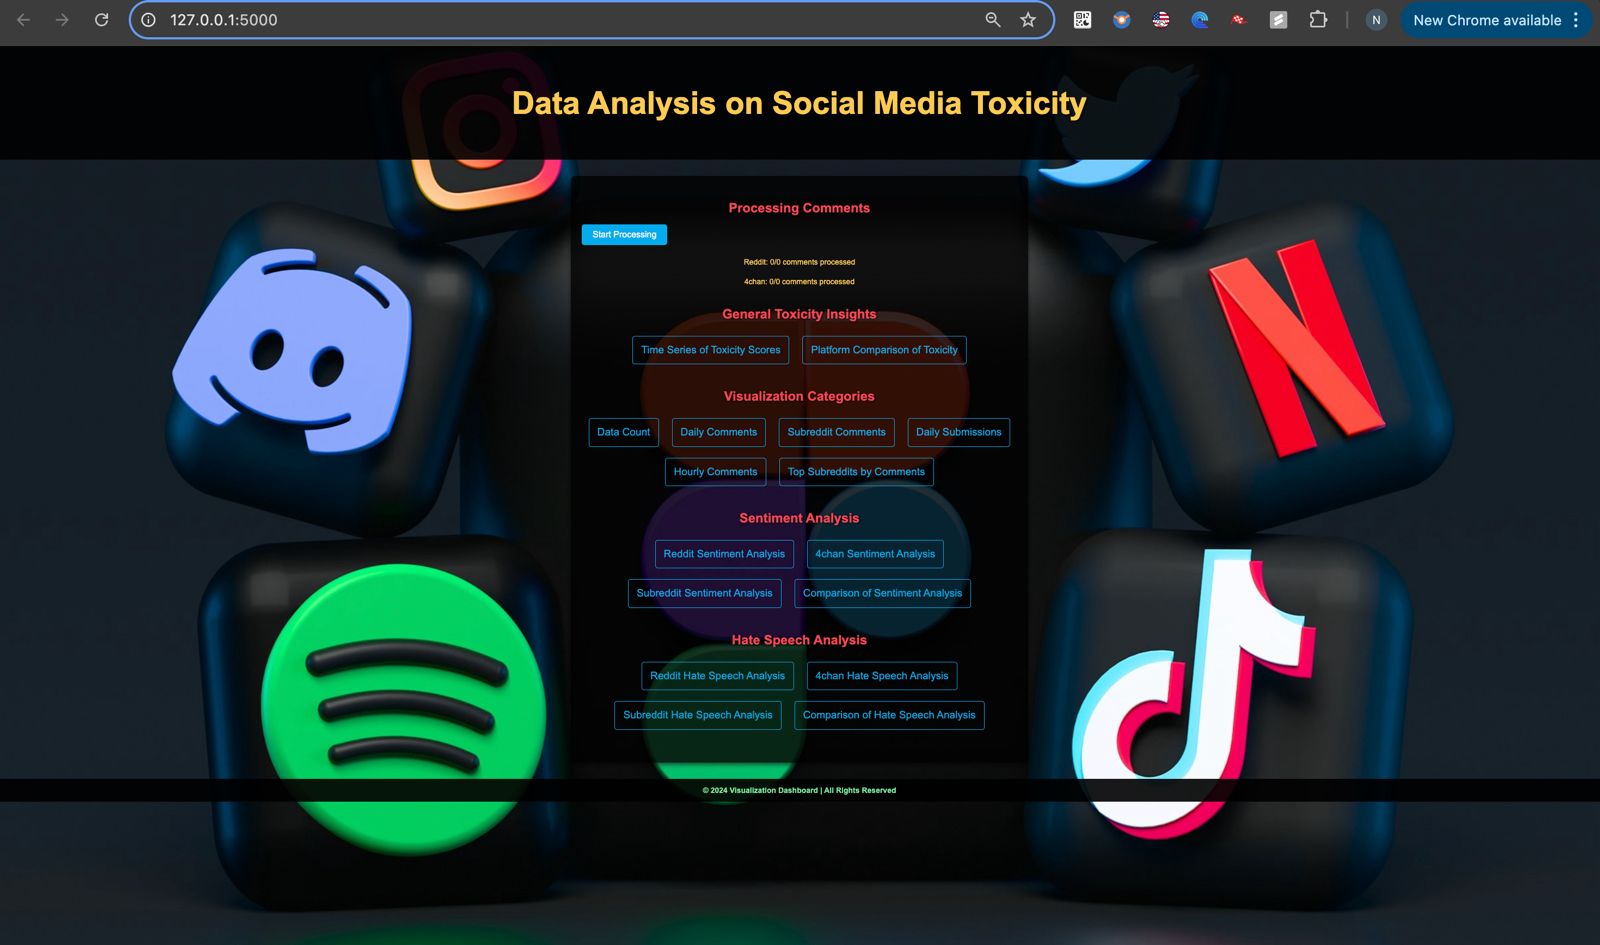 127.0.0.1:5000
N
New Chrome available
Data Analysis on Social Media Toxicity
Processing Comments
Start Processing
Reddit: 0/0 comments processed
4chan: 0/0 comments processed
General Toxicity Insights
Time Series of Toxicity Scores Platform Comparison of Toxicity
Visualization Categories
Data Count Daily Comments Subreddit Comments Daily Submissions
Hourly Comments Top Subreddits by Comments
Sentiment Analysis
Reddit Sentiment Analysis 4chan Sentiment Analysis
Subreddit Sentiment Analysis Comparison of Sentiment Analysis
Hate Speech Analysis
Reddit Hate Speech Analysis 4chan Hate Speech Analysis
Subreddit Hate Speech Analysis Comparison of Hate Speech Analysis
© 2024 Visualization Dashboard | All Rights Reserved